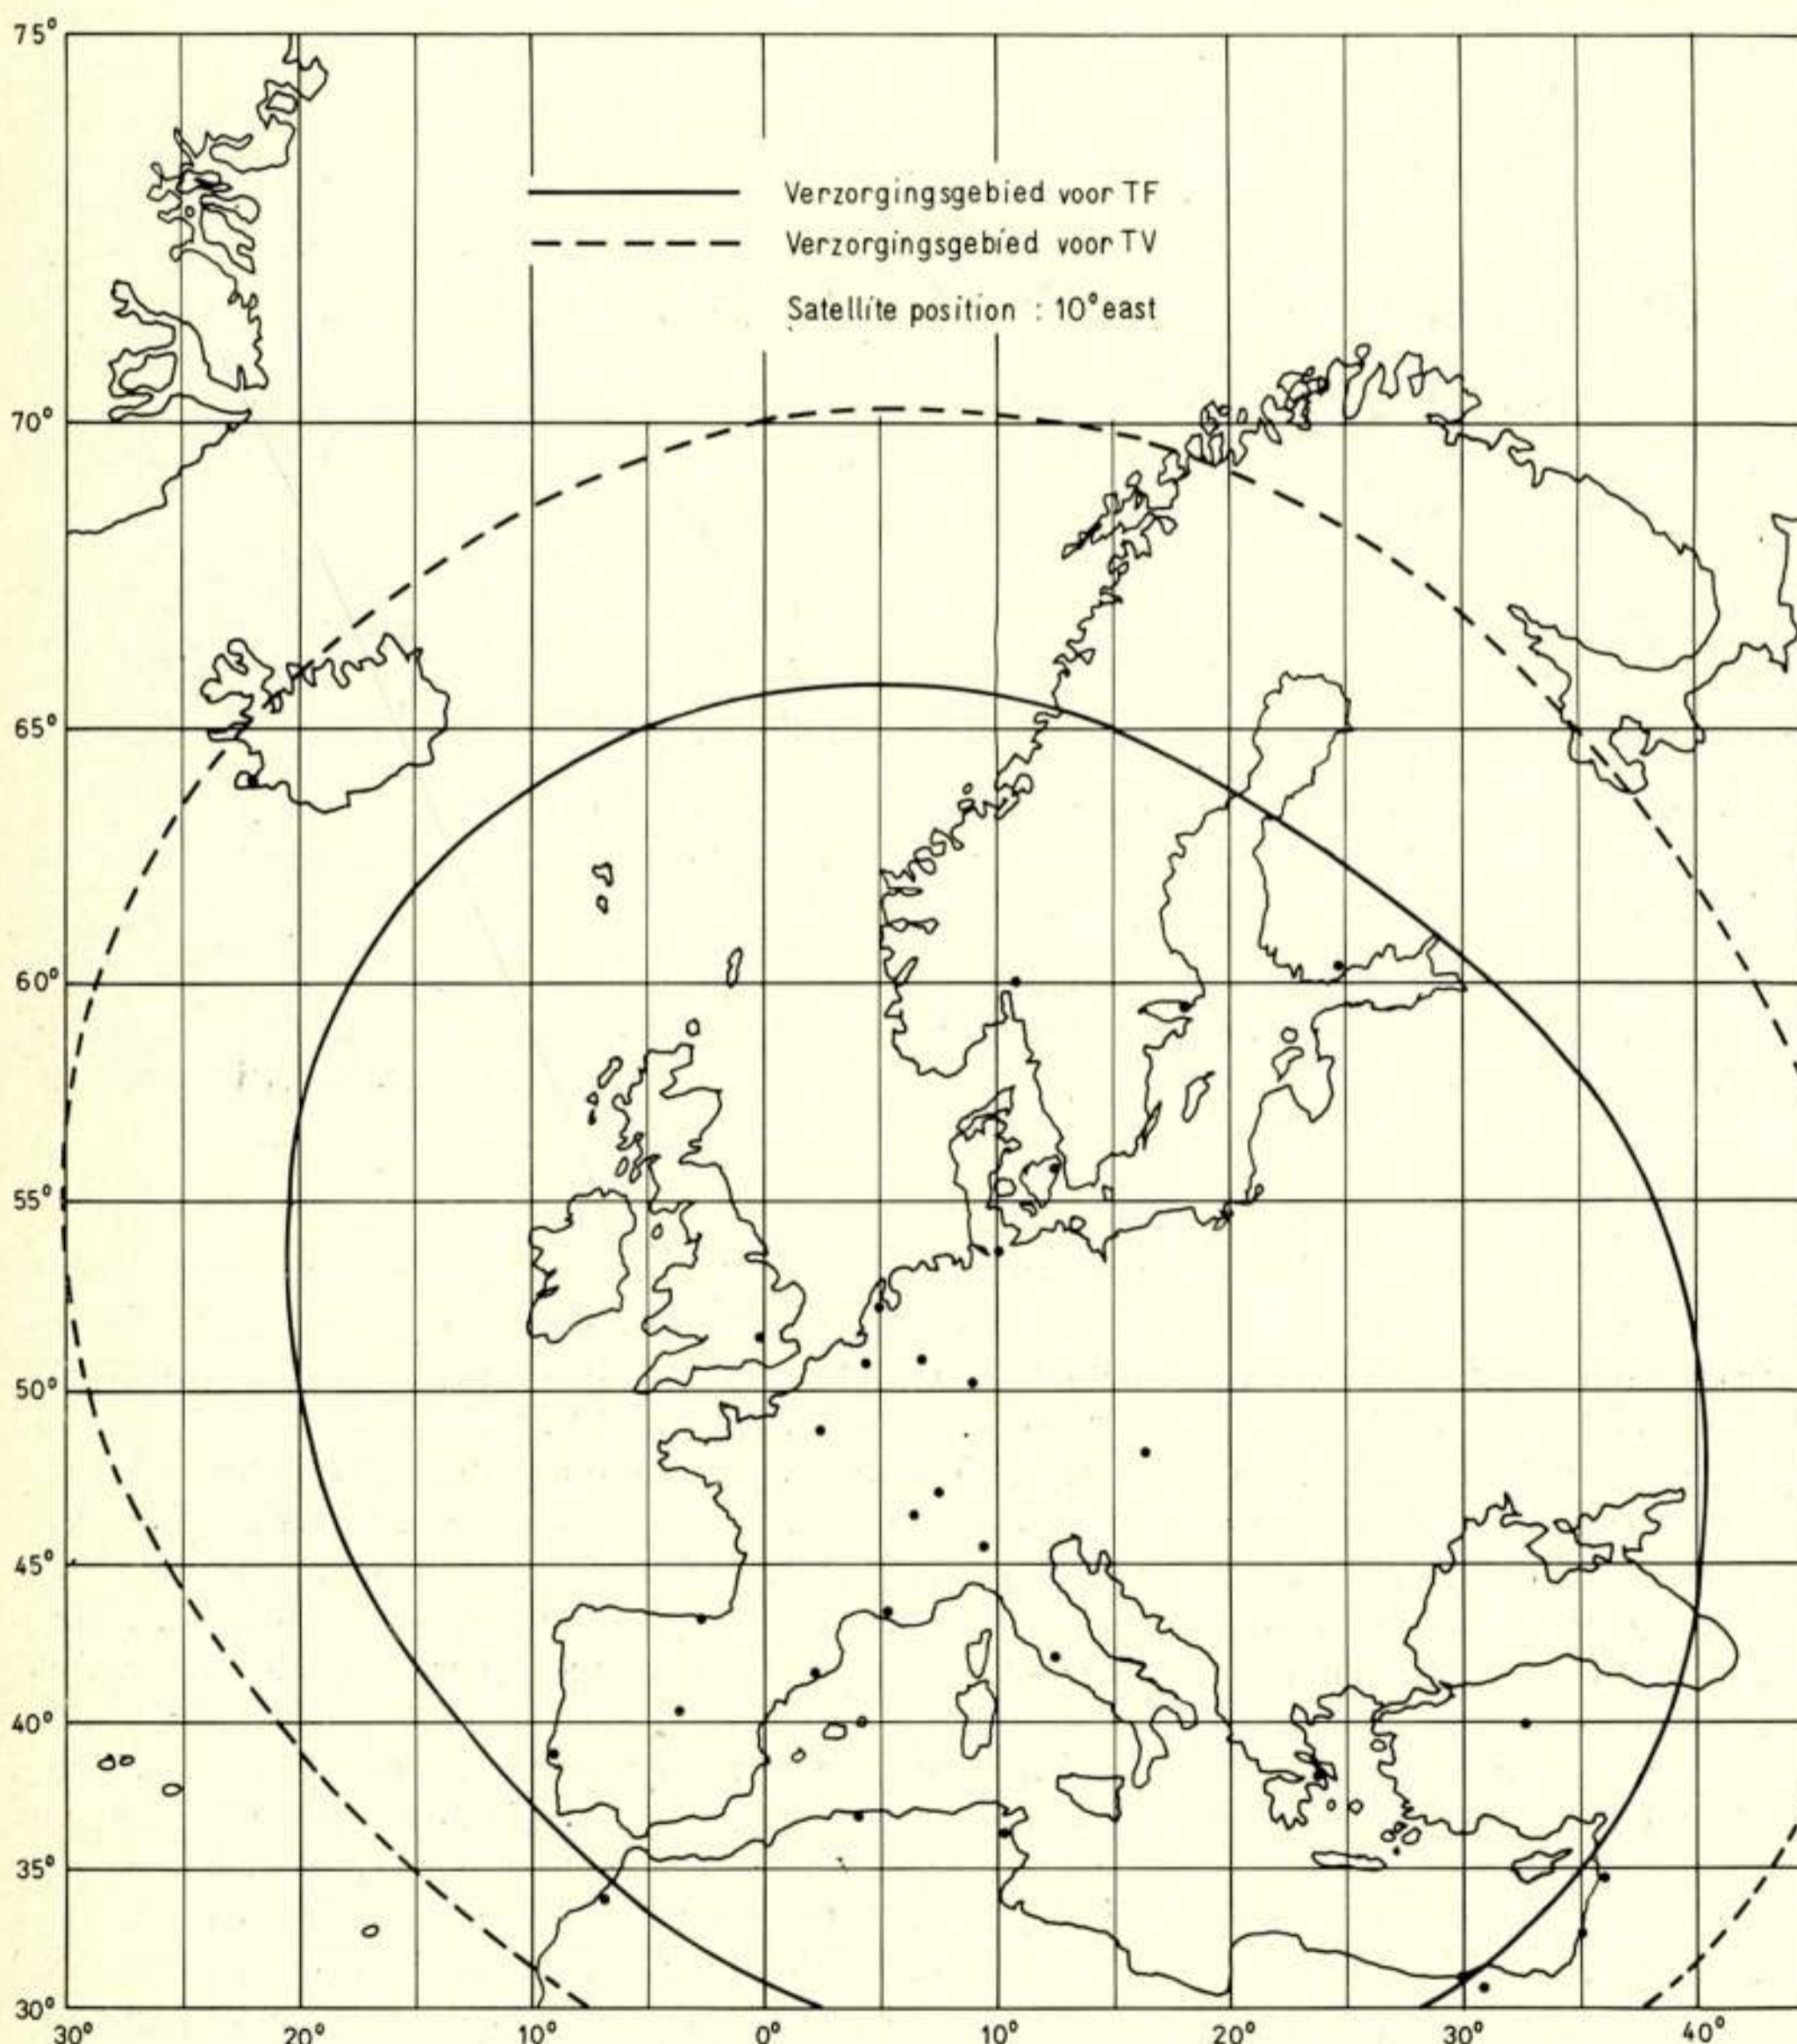 75°
Verzorgingsgebied voor TF
Verzorgingsgebied voor TV
Satellite position : 10° east
70°
65°
60°
55°
50°
45°
40°
35°
30°
30° 20° 10° 0° 10° 20° 30° 40°